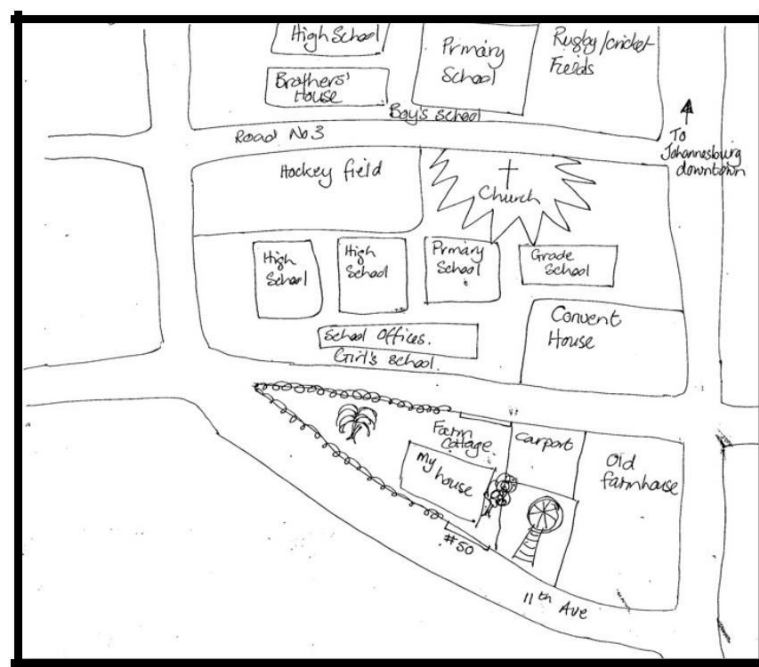 High School
Primary
School
Rugby/cricket
Fields
Brothers'
House
Boy's School
Road No 3
To
Johannesburg
downtown
Hockey field
Church
High
School
High
School
Primary
School
Grade
School
Convent
House
School Offices.
Girl's School.
Farm
Cottage
Carport
My
house
Old
farmhouse
#50
11th Ave